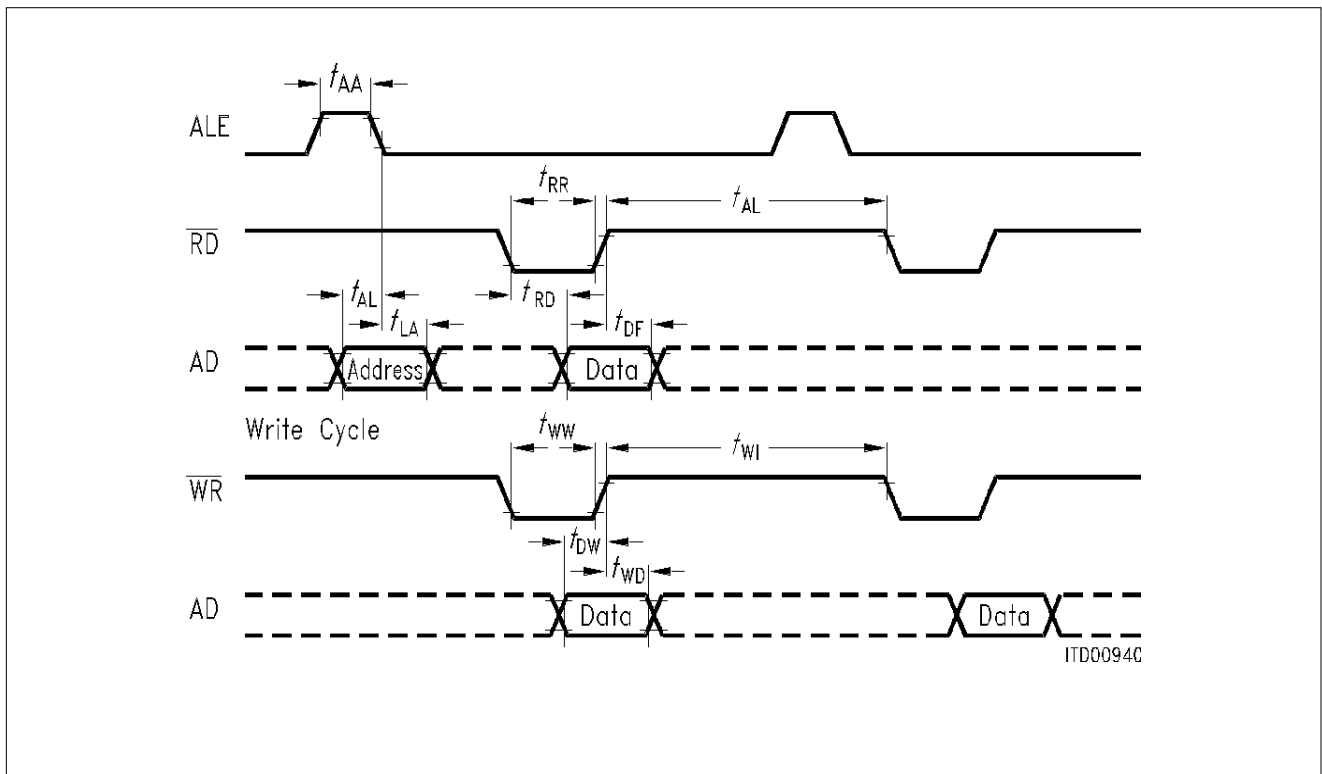 tAA
ALE
tRR
tAL
RD
tAL
tRD
tLA
tDF
AD
Address
Data
Write Cycle
tWW
tWI
WR
tDW
tWD
AD
Data
Data
ITD00940